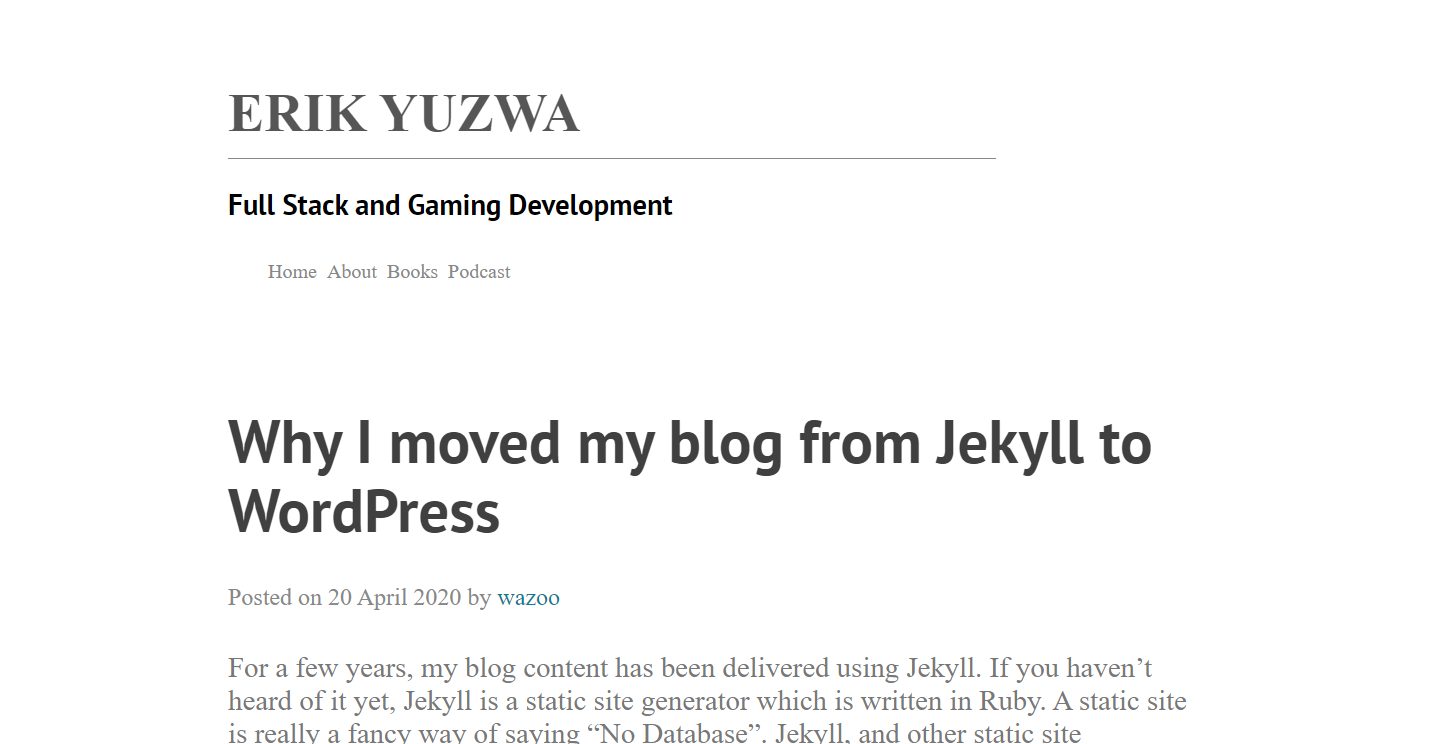 ERIK YUZWA
Full Stack and Gaming Development
Home About Books Podcast
Why I moved my blog from Jekyll to
WordPress
Posted on 20 April 2020 by wazoo
For a few years, my blog content has been delivered using Jekyll. If you haven’t
heard of it yet, Jekyll is a static site generator which is written in Ruby. A static site
is really a fancy way of saying “No Database”. Jekyll, and other static site